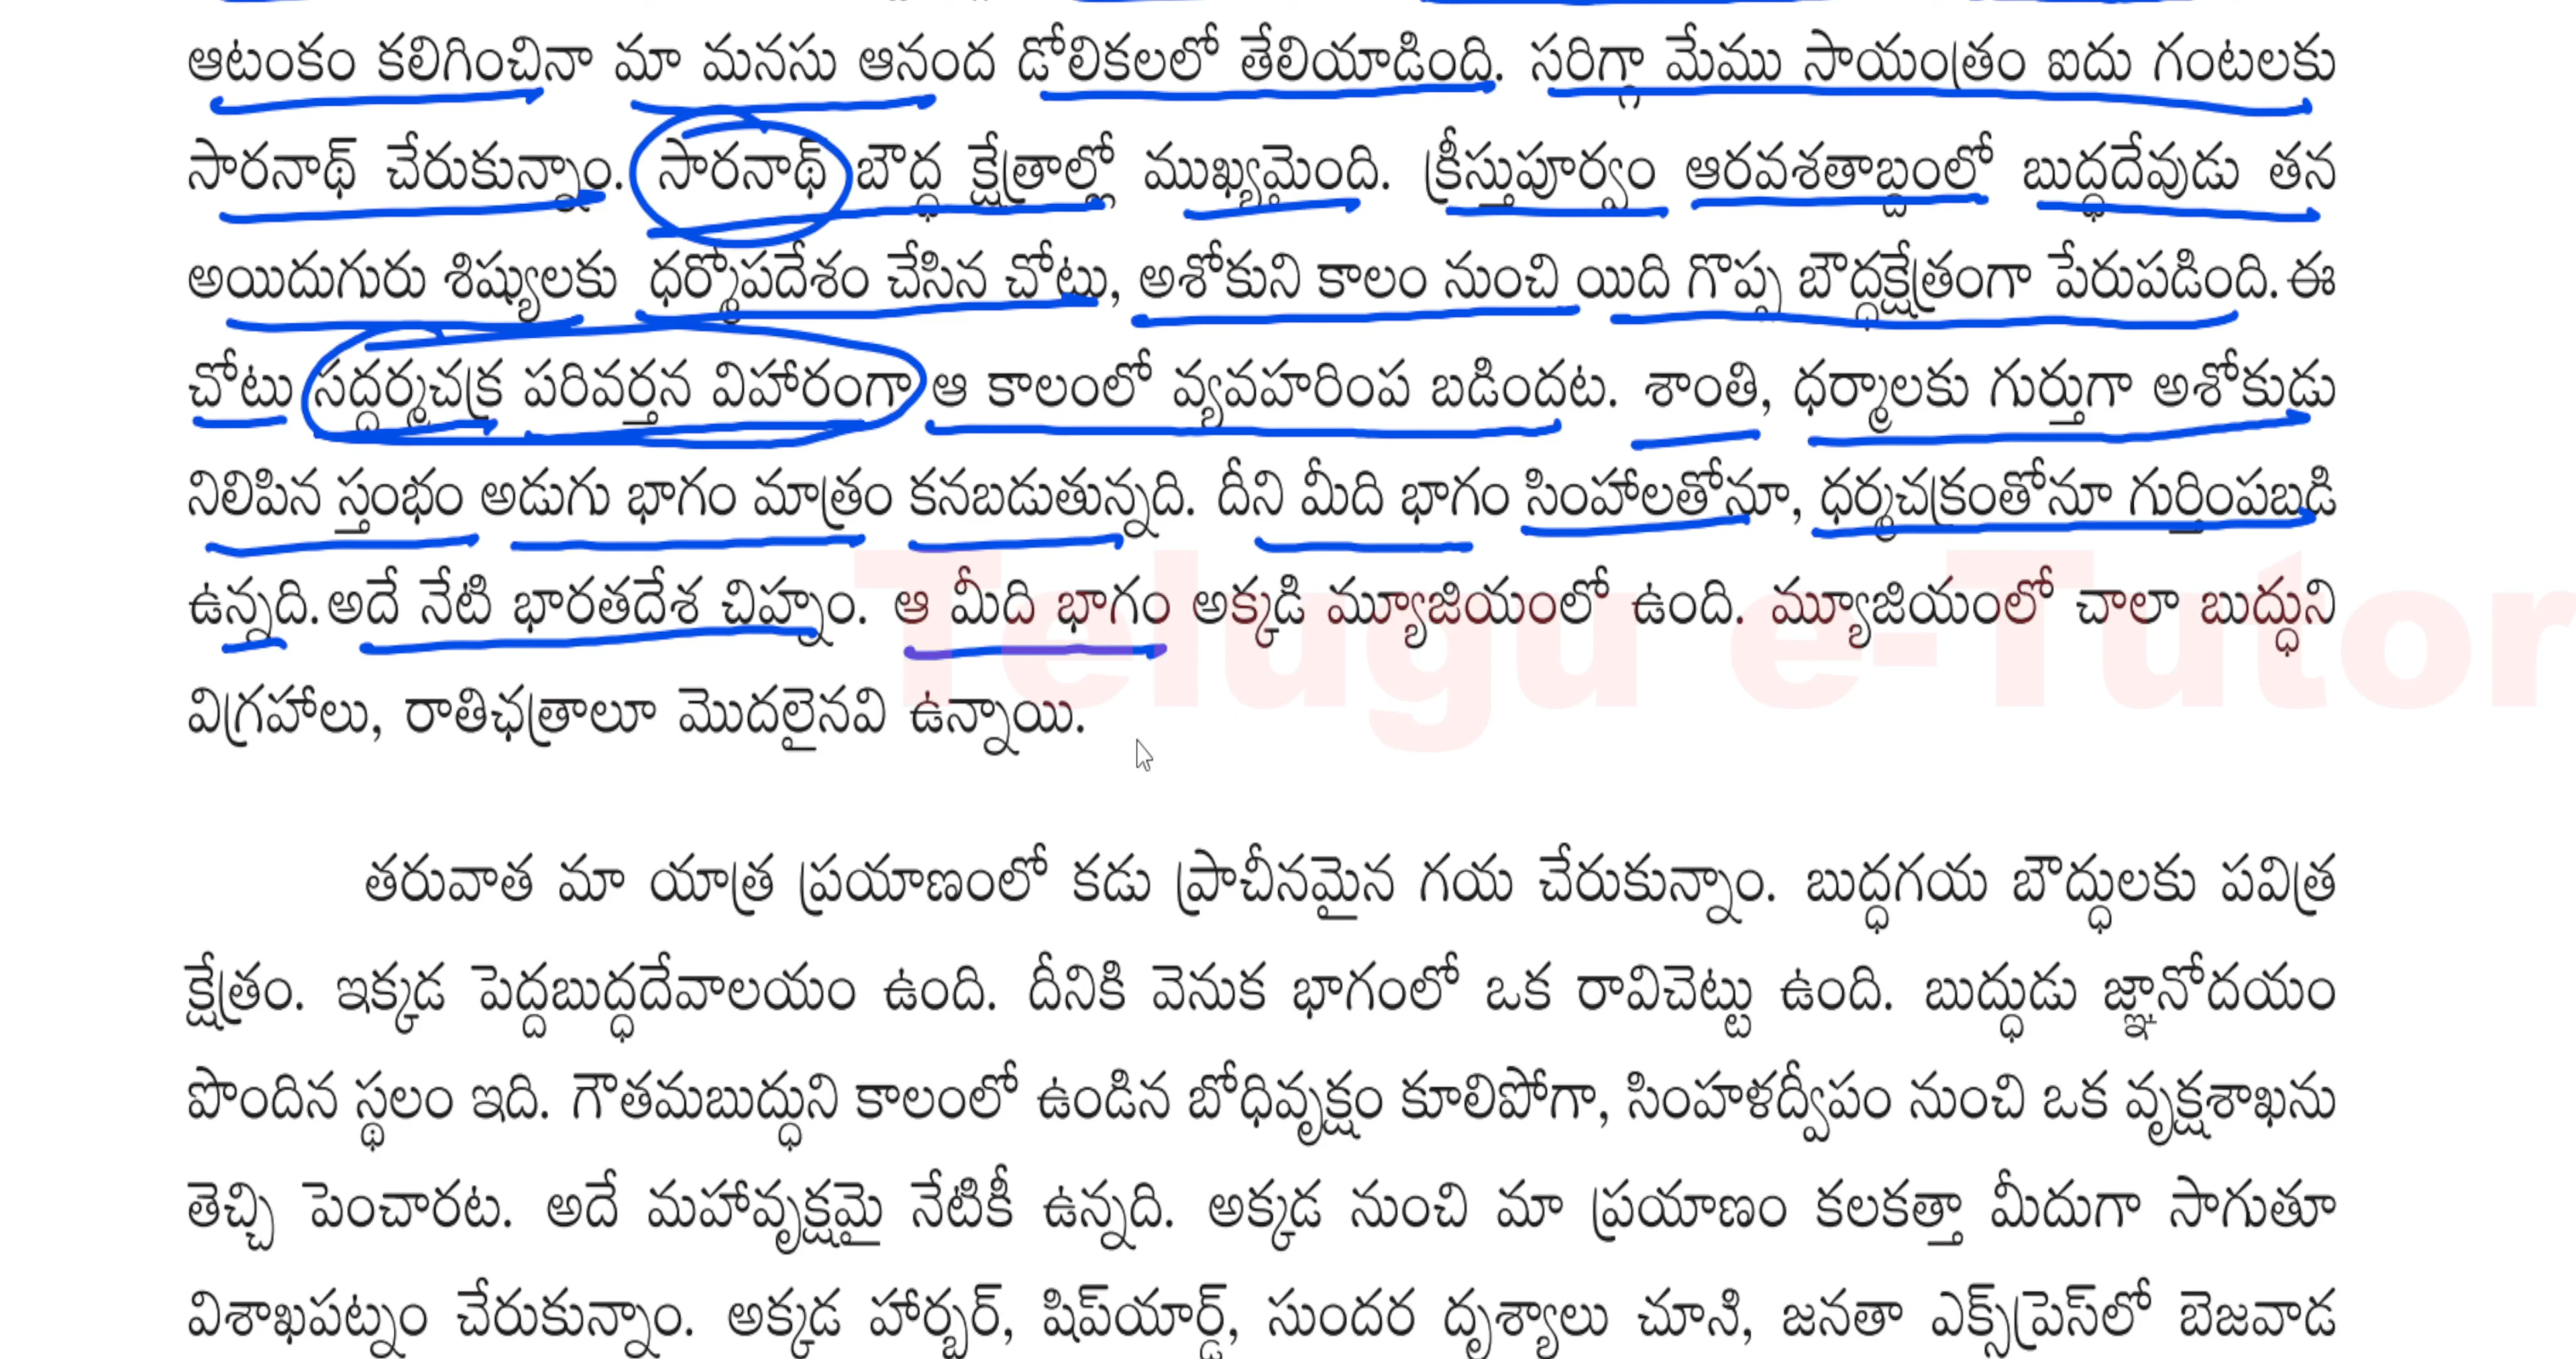 ఆటంకం కలిగించినా మా మనసు ఆనంద డోలికలలో తేలియాడింది. సరిగ్గా మేము సాయంత్రం ఐదు గంటలకు
సారనాథ్ చేరుకున్నాం. సారనాథ్ బౌద్ధ క్షేత్రాల్లో ముఖ్యమైంది. క్రీస్తుపూర్వం ఆరవశతాబ్దంలో బుద్ధదేవుడు తన
అయిదుగురు శిష్యులకు ధర్మోపదేశం చేసిన చోటు, అశోకుని కాలం నుంచి యిది గొప్ప బౌద్ధక్షేత్రంగా పేరుపడింది. ఈ
చోటు సద్ధర్మచక్ర పరివర్తన విహారంగా ఆ కాలంలో వ్యవహరింప బడిందట. శాంతి, ధర్మాలకు గుర్తుగా అశోకుడు
నిలిపిన స్తంభం అడుగు భాగం మాత్రం కనబడుతున్నది. దీని మీది భాగం సింహాలతోనూ, ధర్మచక్రంతోనూ గుర్తింపబడి
ఉన్నది. అదే నేటి భారతదేశ చిహ్నం. ఆ మీది భాగం అక్కడి మ్యూజియంలో ఉంది. మ్యూజియంలో చాలా బుద్ధుని
విగ్రహాలు, రాతిఛత్రాలూ మొదలైనవి ఉన్నాయి.
Telugu e-Tutor
తరువాత మా యాత్ర ప్రయాణంలో కడు ప్రాచీనమైన గయ చేరుకున్నాం. బుద్ధగయ బౌద్ధులకు పవిత్ర
క్షేత్రం. ఇక్కడ పెద్దబుద్ధదేవాలయం ఉంది. దీనికి వెనుక భాగంలో ఒక రావిచెట్టు ఉంది. బుద్ధుడు జ్ఞానోదయం
పొందిన స్థలం ఇది. గౌతమబుద్ధుని కాలంలో ఉండిన బోధివృక్షం కూలిపోగా, సింహళద్వీపం నుంచి ఒక వృక్షశాఖను
తెచ్చి పెంచారట. అదే మహావృక్షమై నేటికీ ఉన్నది. అక్కడ నుంచి మా ప్రయాణం కలకత్తా మీదుగా సాగుతూ
విశాఖపట్నం చేరుకున్నాం. అక్కడ హార్బర్, షిప్‌యార్డ్, సుందర దృశ్యాలు చూసి, జనతా ఎక్స్‌ప్రెస్‌లో బెజవాడ